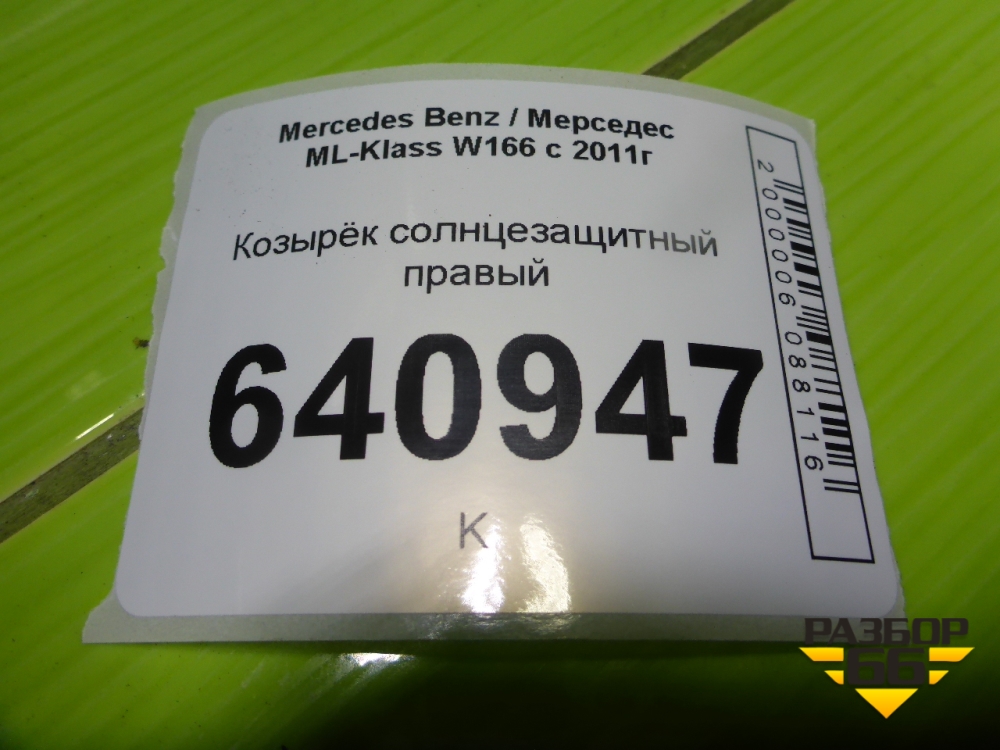 Mercedes Benz / Мерседес
ML-Klass W166 с 2011г
Козырёк солнцезащитный
правый
640947
К
2000006088116
РАЗБОР
66